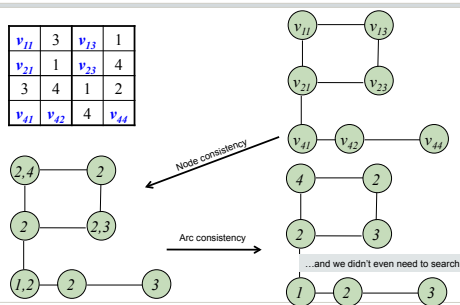 v11 3 v13 1
v21 1 v23 4
3 4 1 2
v41 v42 4 v44
v11 v13
v21 v23
v41 v42 v44
Node consistency
2,4 2
2 2,3
1,2 2 3
Arc consistency
4 2
2 3
…and we didn't even need to search
1 2 3